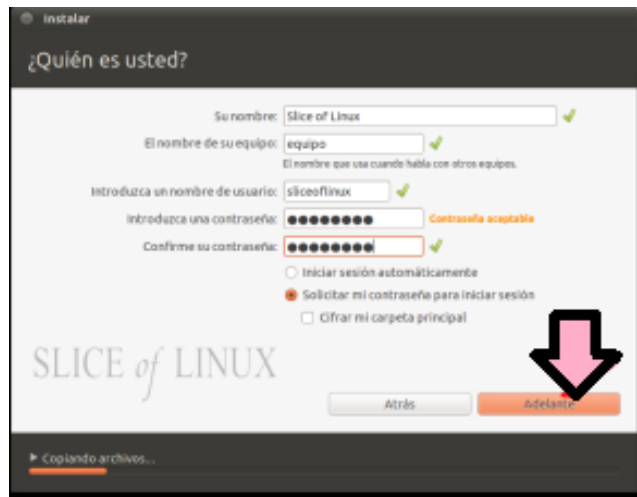 instalar
¿Quién es usted?
Su nombre: Slice of Linux
El nombre de su equipo: equipo
El nombre que usa cuando habla con otros equipos.
Introduzca un nombre de usuario: sliceoflinux
Introduzca una contraseña: ●●●●●●●● Contraseña aceptable
Confirme su contraseña: ●●●●●●●●
Iniciar sesión automáticamente
Solicitar mi contraseña para iniciar sesión
Cifrar mi carpeta principal
SLICE of LINUX
Atrás Adelante
Copiando archivos...